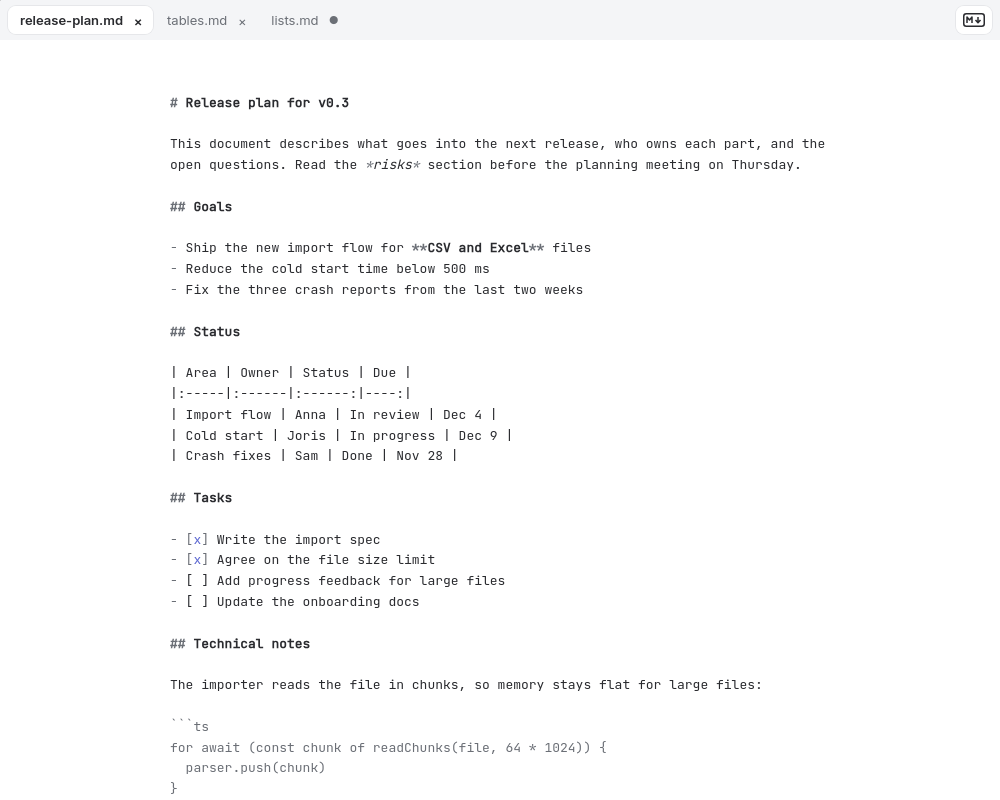 release-plan.md ×
tables.md ×
lists.md ●
M↓
# Release plan for v0.3
This document describes what goes into the next release, who owns each part, and the
open questions. Read the *risks* section before the planning meeting on Thursday.
## Goals
- Ship the new import flow for **CSV and Excel** files
- Reduce the cold start time below 500 ms
- Fix the three crash reports from the last two weeks
## Status
| Area | Owner | Status | Due |
|:-----|:------|:------:|----:|
| Import flow | Anna | In review | Dec 4 |
| Cold start | Joris | In progress | Dec 9 |
| Crash fixes | Sam | Done | Nov 28 |
## Tasks
- [x] Write the import spec
- [x] Agree on the file size limit
- [ ] Add progress feedback for large files
- [ ] Update the onboarding docs
## Technical notes
The importer reads the file in chunks, so memory stays flat for large files:
```ts
for await (const chunk of readChunks(file, 64 * 1024)) {
  parser.push(chunk)
}